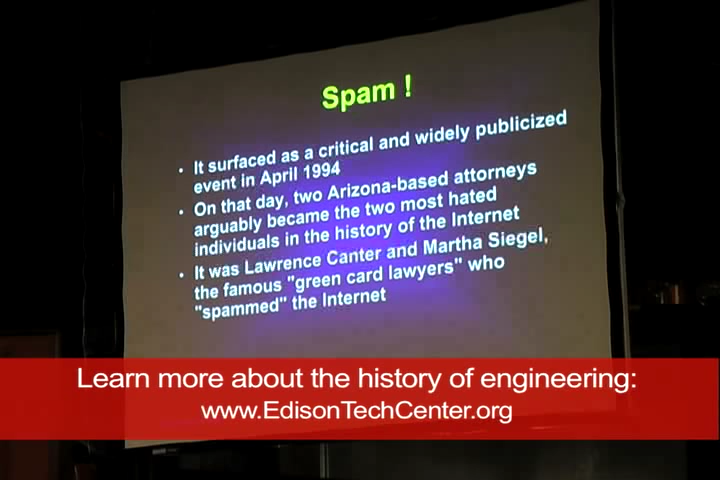 Spam !
• It surfaced as a critical and widely publicized
event in April 1994
• On that day, two Arizona-based attorneys
arguably became the two most hated
individuals in the history of the Internet
• It was Lawrence Canter and Martha Siegel,
the famous "green card lawyers" who
"spammed" the Internet
Learn more about the history of engineering:
www.EdisonTechCenter.org